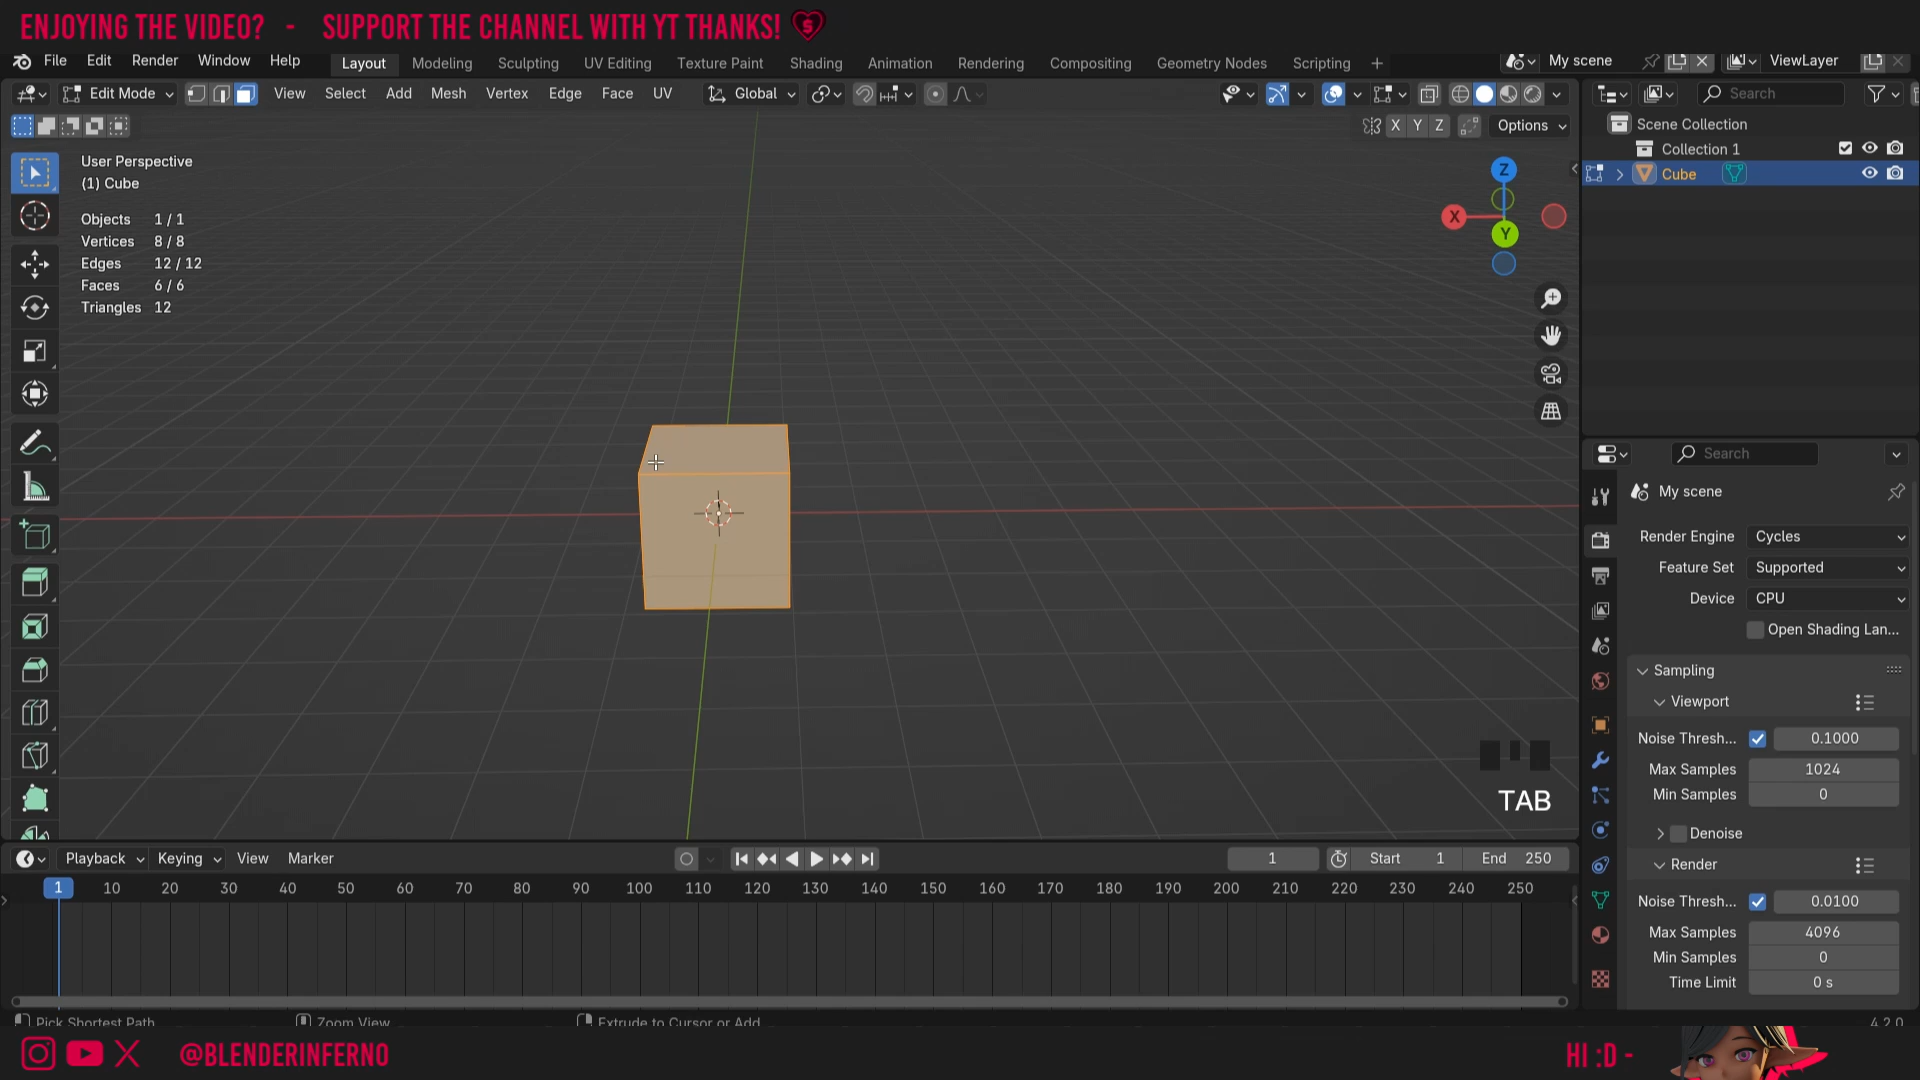 ENJOYING THE VIDEO? - SUPPORT THE CHANNEL WITH YT THANKS!
File Edit Render Window Help Layout Modeling Sculpting UV Editing Texture Paint Shading Animation Rendering Compositing Geometry Nodes Scripting + My scene ViewLayer
Edit Mode View Select Add Mesh Vertex Edge Face UV Global Search
X Y Z Options
Scene Collection
Collection 1
Cube
User Perspective
(1) Cube
Objects 1 / 1
Vertices 8 / 8
Edges 12 / 12
Faces 6 / 6
Triangles 12
Z
X
Y
Search
My scene
Render Engine Cycles
Feature Set Supported
Device CPU
Open Shading Lan...
Sampling
Viewport
Noise Thresh... 0.1000
Max Samples 1024
Min Samples 0
Denoise
Render
Noise Thresh... 0.0100
Max Samples 4096
Min Samples 0
Time Limit 0 s
TAB
Playback Keying View Marker 1 Start 1 End 250
1 10 20 30 40 50 60 70 80 90 100 110 120 130 140 150 160 170 180 190 200 210 220 230 240 250
Pick Shortest Path Zoom View Extrude to Cursor or Add 4.2.0
@BLENDERINFERNO HI :D -